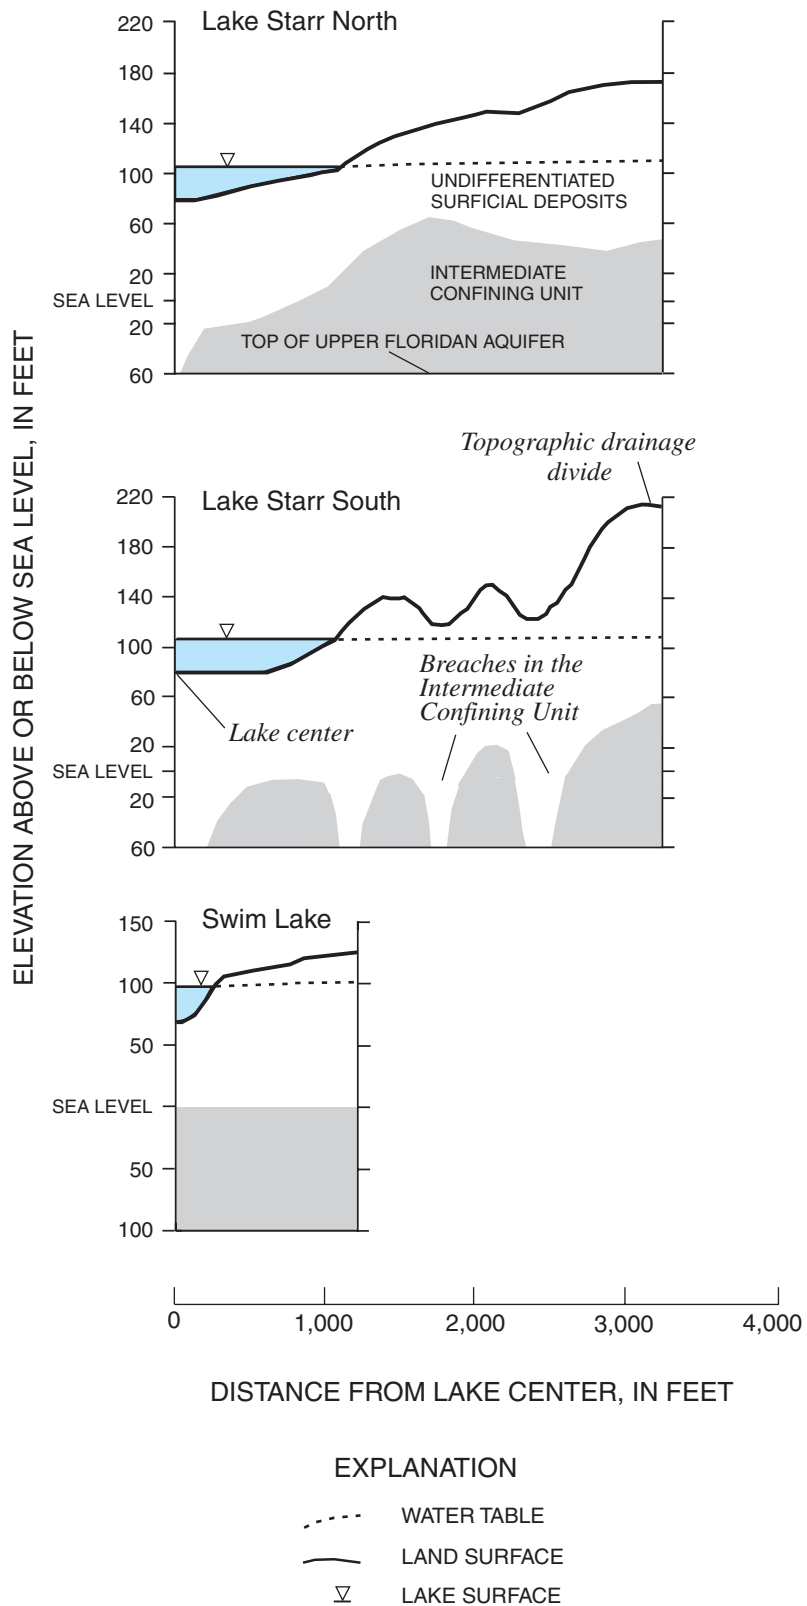 Lake Starr North
220
180
140
100
60
20
SEA LEVEL
20
60
UNDIFFERENTIATED
SURFICIAL DEPOSITS
INTERMEDIATE
CONFINING UNIT
TOP OF UPPER FLORIDAN AQUIFER
ELEVATION ABOVE OR BELOW SEA LEVEL, IN FEET
Topographic drainage
divide
Lake Starr South
220
180
140
100
60
20
SEA LEVEL
20
60
Breaches in the
Intermediate
Confining Unit
Lake center
Swim Lake
150
100
50
SEA LEVEL
50
100
0 1,000 2,000 3,000 4,000
DISTANCE FROM LAKE CENTER, IN FEET
EXPLANATION
WATER TABLE
LAND SURFACE
LAKE SURFACE